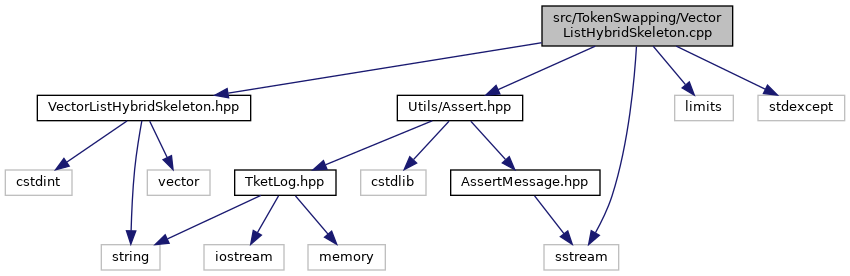 src/TokenSwapping/Vector
ListHybridSkeleton.cpp
VectorListHybridSkeleton.hpp
Utils/Assert.hpp
limits
stdexcept
cstdint
vector
TketLog.hpp
cstdlib
AssertMessage.hpp
string
iostream
memory
sstream